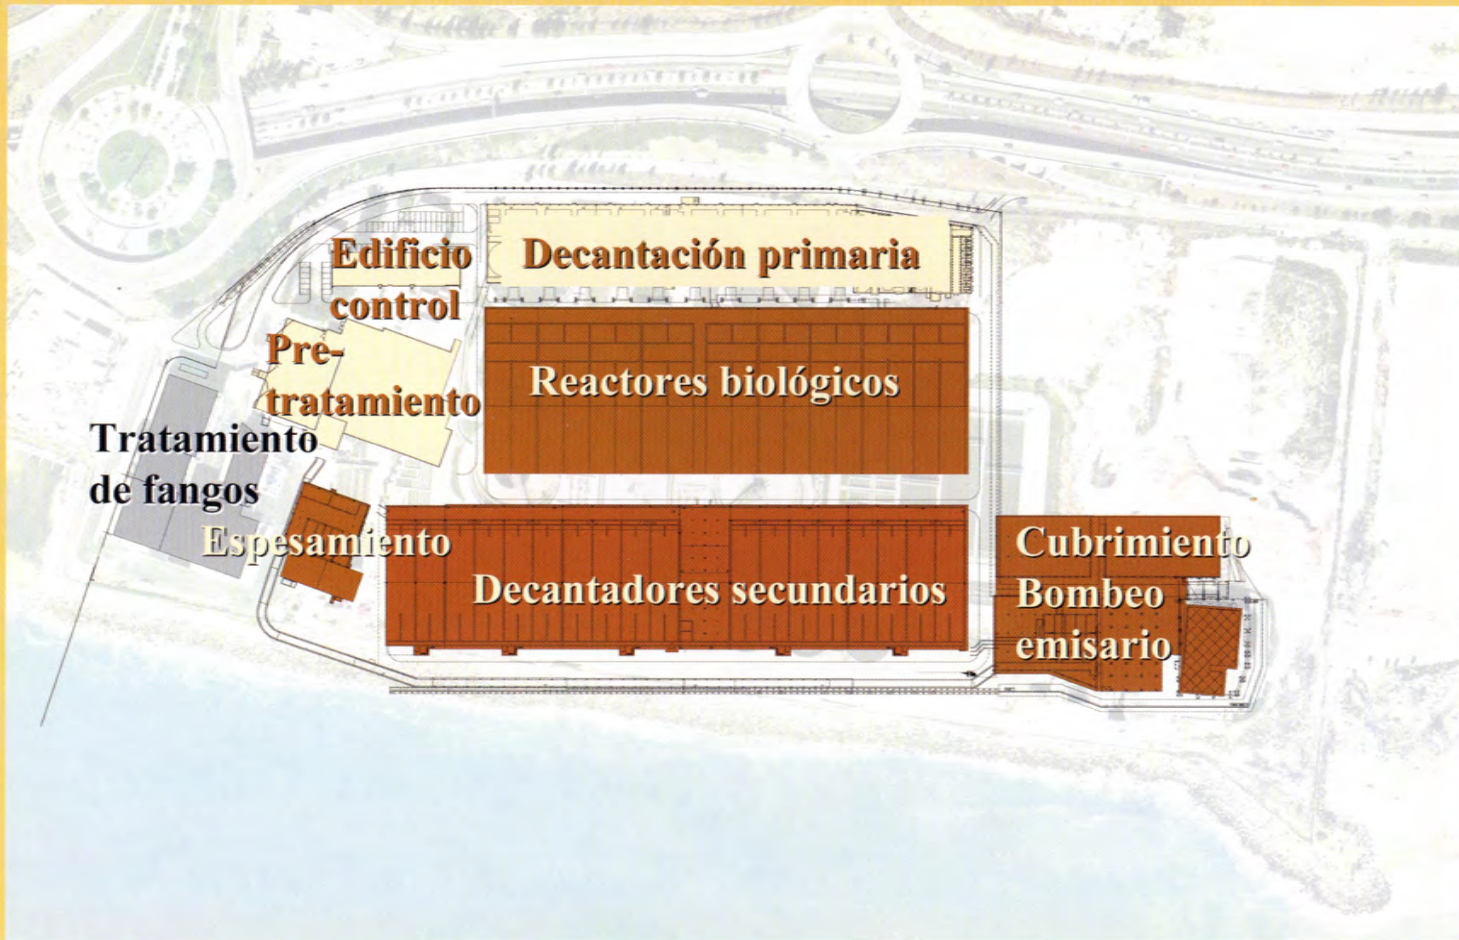 Edificio
control
Decantación primaria
Pre-
tratamiento
Reactores biológicos
Tratamiento
de fangos
Espesamiento
Decantadores secundarios
Cubrimiento
Bombeo
emisario